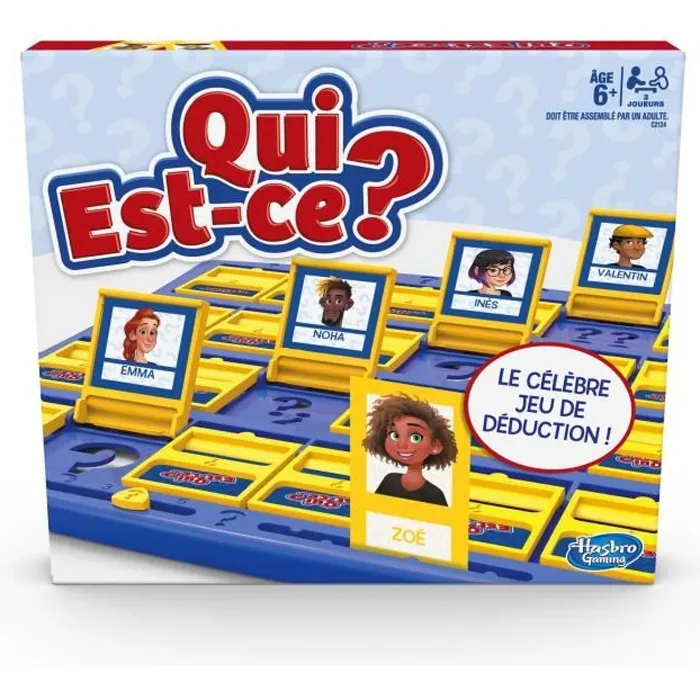 Qui
Est-ce?
ÂGE
6+
2
JOUEURS
DOIT ÊTRE ASSEMBLÉ PAR UN ADULTE.
C2124
VALENTIN
INÈS
NOHA
EMMA
LE CÉLÈBRE
JEU DE
DÉDUCTION !
ZOÉ
Hasbro
Gaming